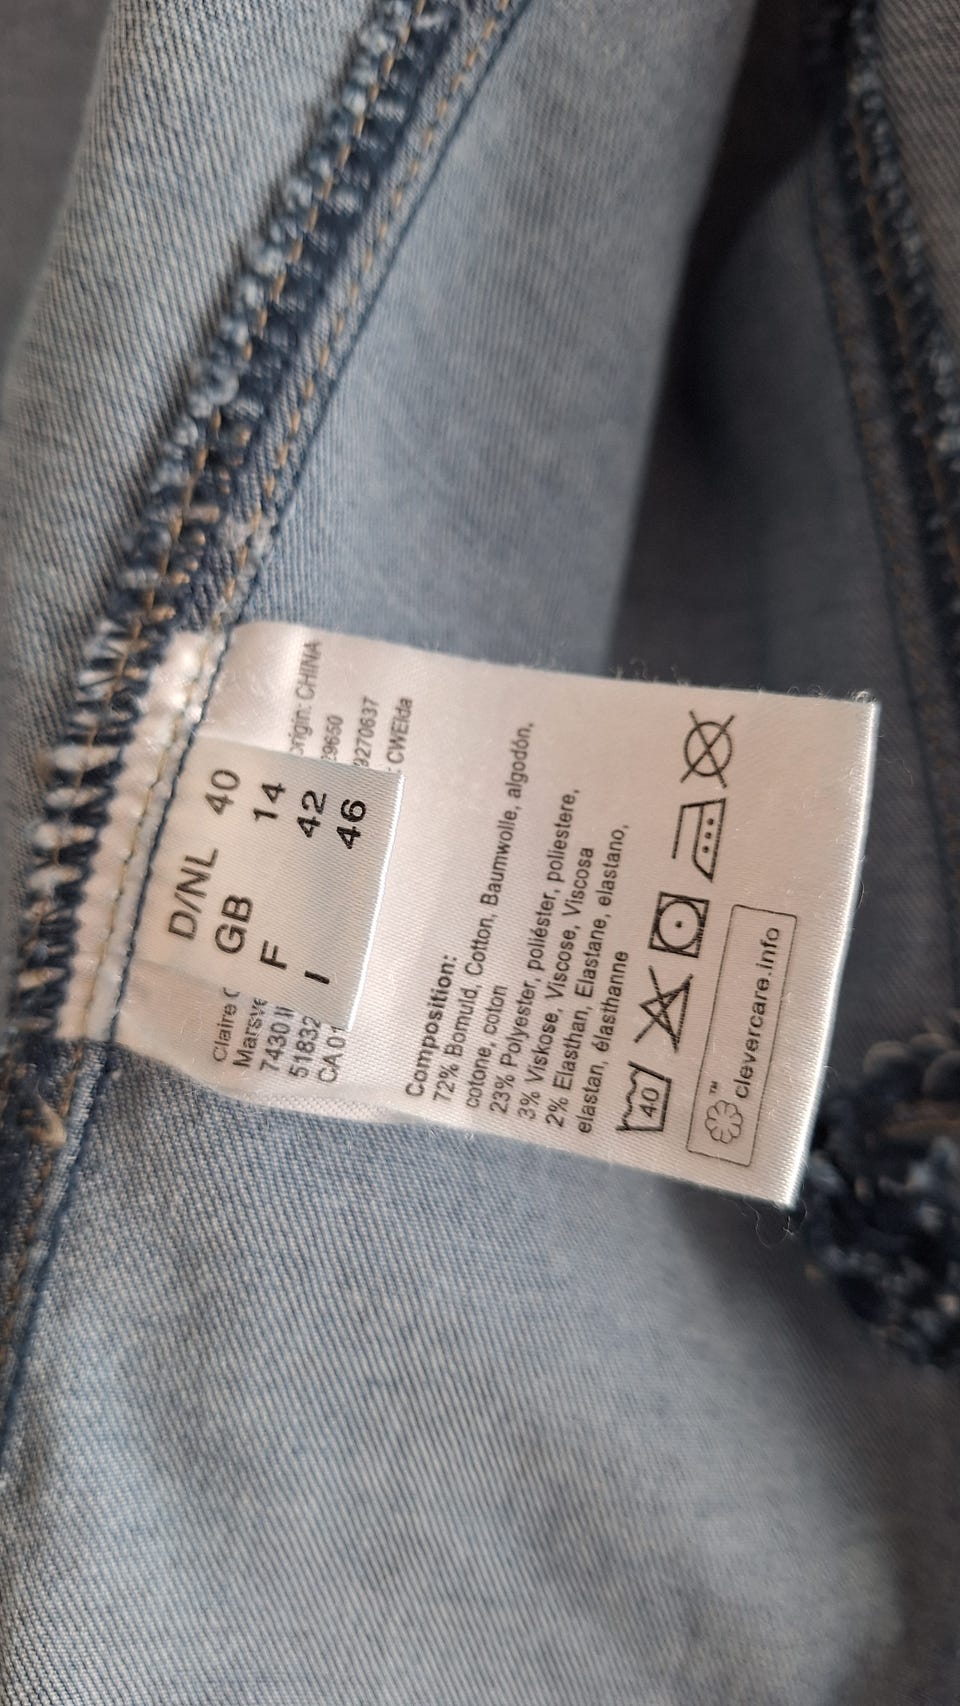 D/NL 40
GB 14
F 42
I 46
origin: CHINA
29650
9270637
: CWElda
Claire
Marsve
7430 I
51832
CA 01
Composition:
72% Bomuld, Cotton, Baumwolle, algodón,
cotone, coton
23% Polyester, poliéster, poliestere,
3% Viskose, Viscose, Viscosa
2% Elasthan, Elastane, elastano,
elastan, élasthanne
40
™ clevercare.info